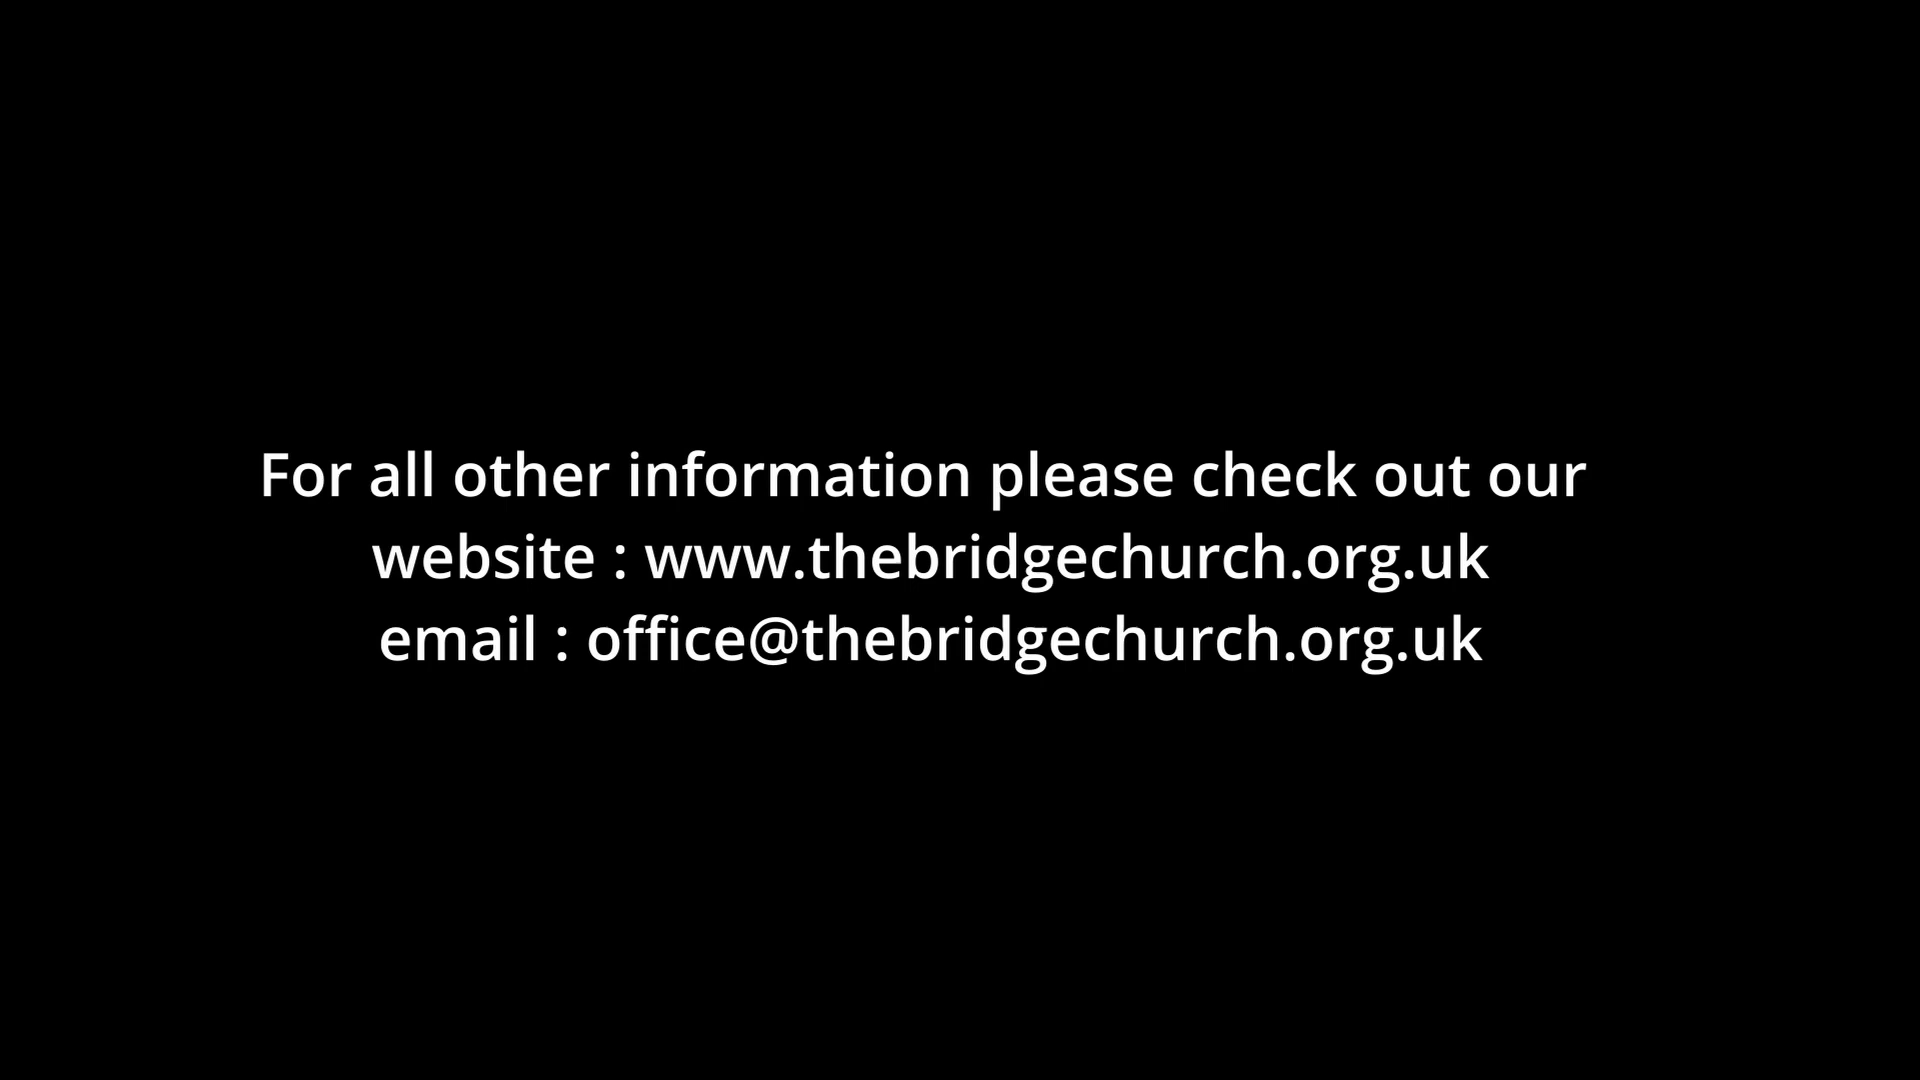 For all other information please check out our
website : www.thebridgechurch.org.uk
email : office@thebridgechurch.org.uk